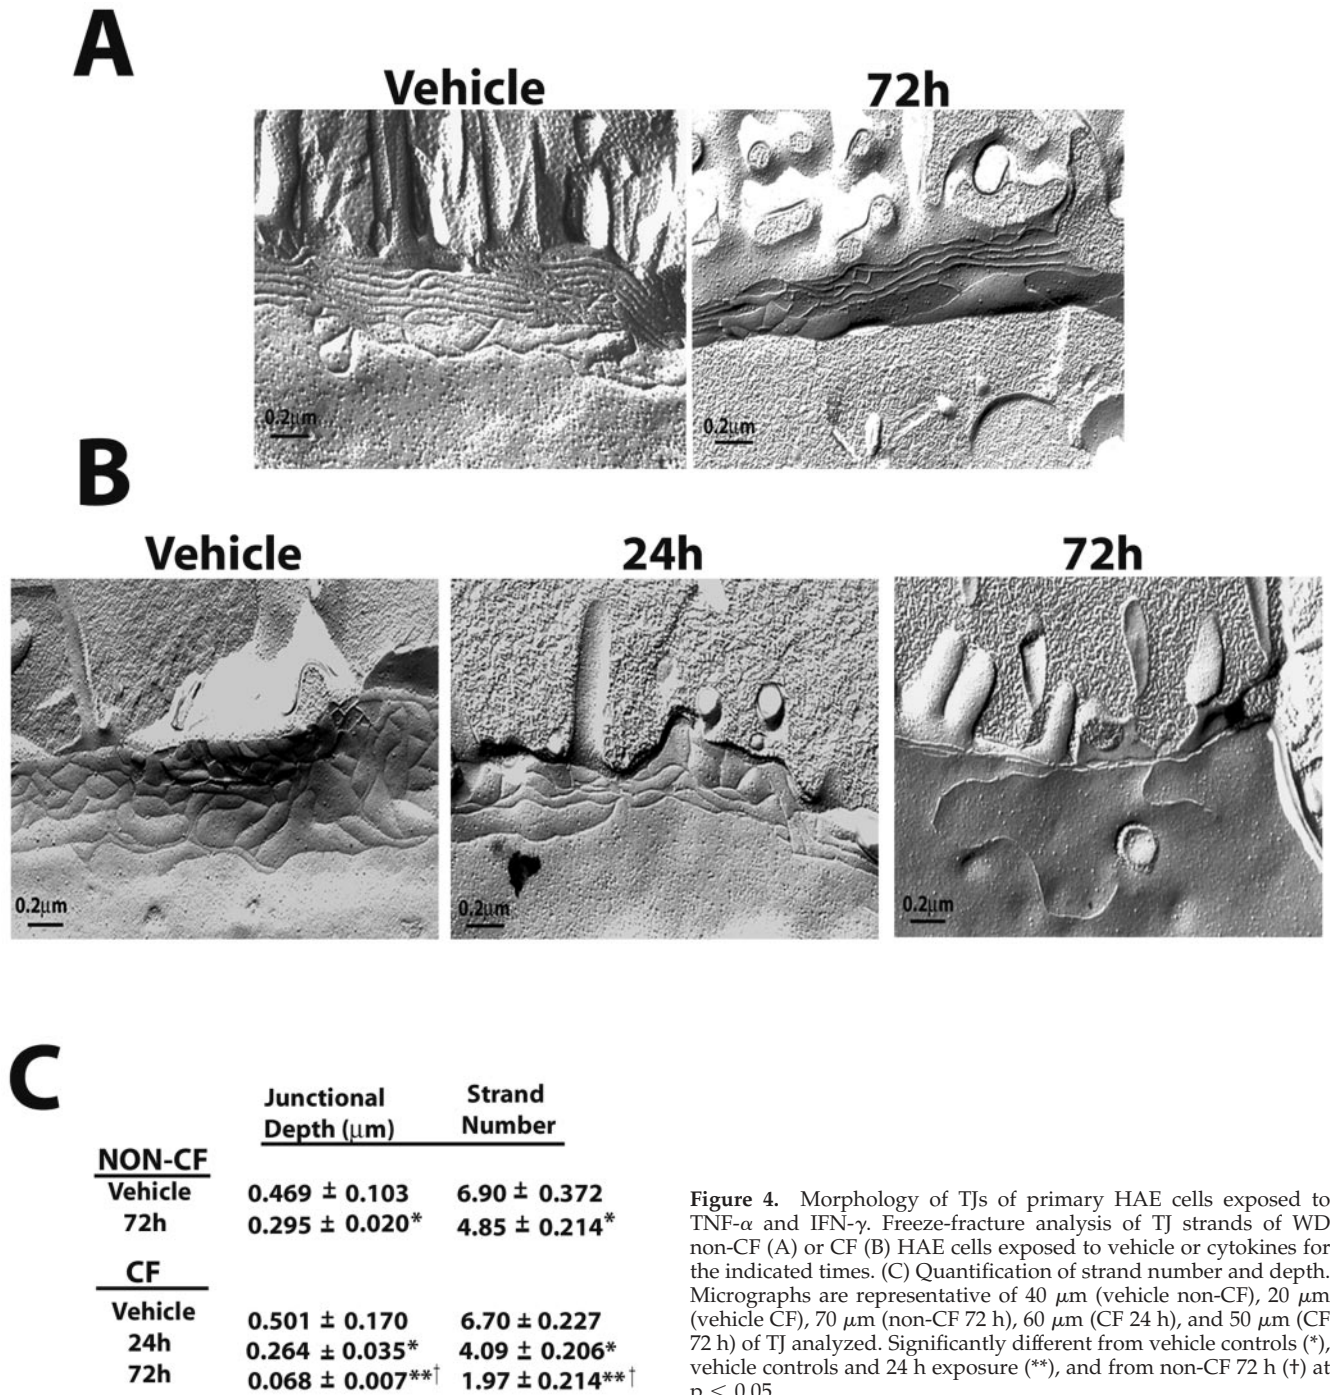 A
Vehicle 72h
0.2µm 0.2µm
B
Vehicle 24h 72h
0.2µm 0.2µm 0.2µm
C
Junctional Strand
Depth (µm) Number
NON-CF
Vehicle 0.469 ± 0.103 6.90 ± 0.372
72h 0.295 ± 0.020* 4.85 ± 0.214*
CF
Vehicle 0.501 ± 0.170 6.70 ± 0.227
24h 0.264 ± 0.035* 4.09 ± 0.206*
72h 0.068 ± 0.007**† 1.97 ± 0.214**†
Figure 4. Morphology of TJs of primary HAE cells exposed to
TNF-α and IFN-γ. Freeze-fracture analysis of TJ strands of WD
non-CF (A) or CF (B) HAE cells exposed to vehicle or cytokines for
the indicated times. (C) Quantification of strand number and depth.
Micrographs are representative of 40 µm (vehicle non-CF), 20 µm
(vehicle CF), 70 µm (non-CF 72 h), 60 µm (CF 24 h), and 50 µm (CF
72 h) of TJ analyzed. Significantly different from vehicle controls (*),
vehicle controls and 24 h exposure (**), and from non-CF 72 h (†) at
p < 0.05